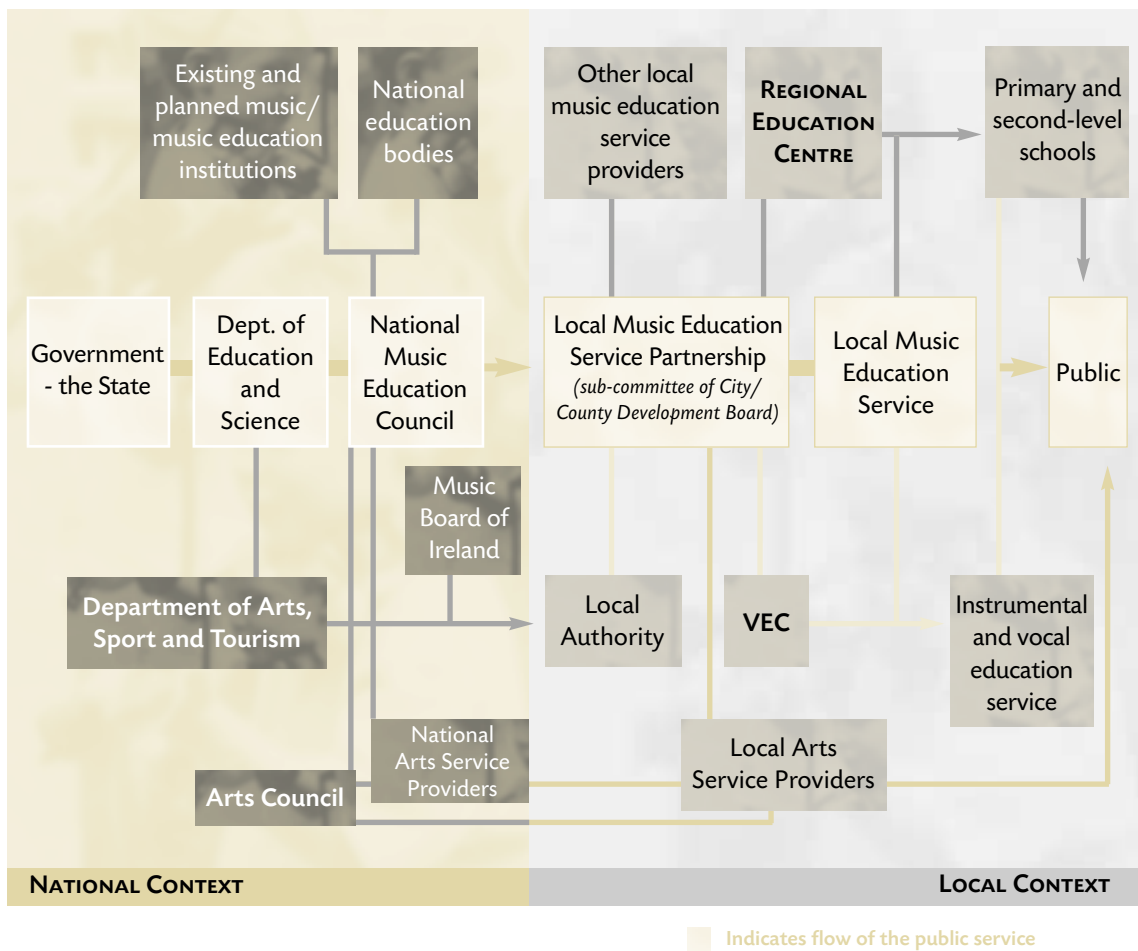 Existing and
planned music/
music education
institutions
National
education
bodies
Other local
music education
service
providers
REGIONAL
EDUCATION
CENTRE
Primary and
second-level
schools
Government
- the State
Dept. of
Education
and
Science
National
Music
Education
Council
Local Music Education
Service Partnership
(sub-committee of City/
County Development Board)
Local Music
Education
Service
Public
Music
Board of
Ireland
Department of Arts,
Sport and Tourism
Local
Authority
VEC
Instrumental
and vocal
education
service
National
Arts Service
Providers
Local Arts
Service Providers
Arts Council
NATIONAL CONTEXT
LOCAL CONTEXT
Indicates flow of the public service